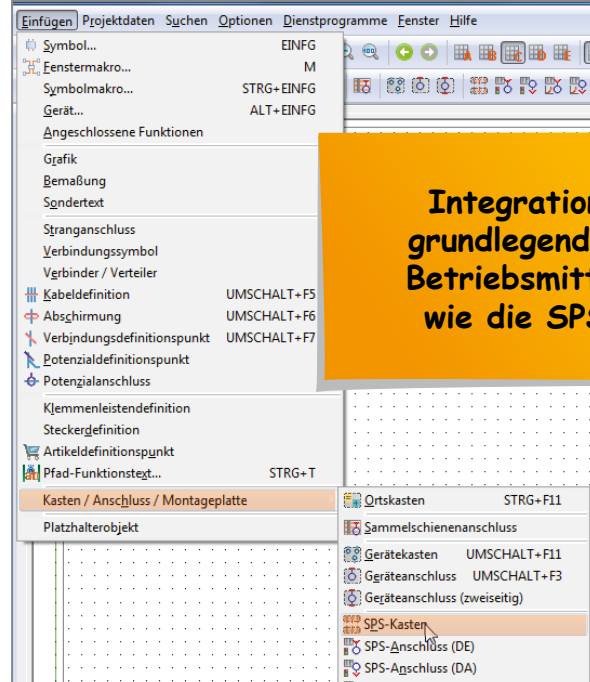 Einfügen Projektdaten Suchen Optionen Dienstprogramme Fenster Hilfe
Symbol... EINFG
Fenstermakro... M
Symbolmakro... STRG+EINFG
Gerät... ALT+EINFG
Angeschlossene Funktionen
Grafik
Bemaßung
Sondertext
Stranganschluss
Verbindungssymbol
Verbinder / Verteiler
Kabeldefinition UMSCHALT+F5
Abschirmung UMSCHALT+F6
Verbindungsdefinitionspunkt UMSCHALT+F7
Potenzialdefinitionspunkt
Potenzialanschluss
Klemmenleistendefinition
Steckerdefinition
Artikeldefinitionspunkt
Pfad-Funktionstext... STRG+T
Kasten / Anschluss / Montageplatte
Platzhalterobjekt
Integration
grundlegend
Betriebsmitt
wie die SPS
Ortskasten STRG+F11
Sammelschienenanschluss
Gerätekasten UMSCHALT+F11
Geräteanschluss UMSCHALT+F3
Geräteanschluss (zweiseitig)
SPS-Kasten
SPS-Anschluss (DE)
SPS-Anschluss (DA)